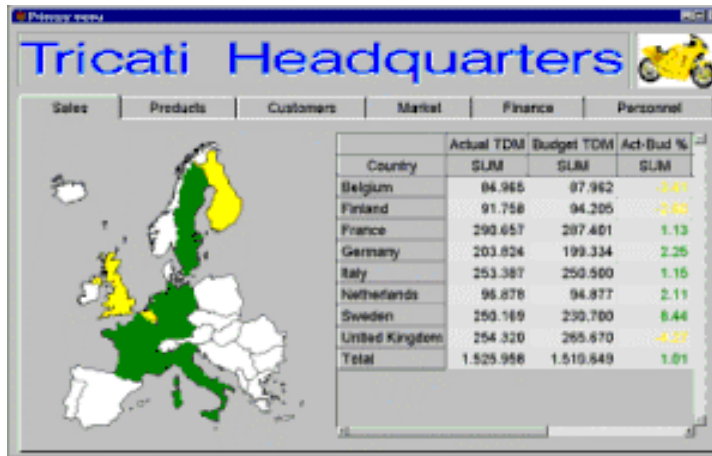 Primary menu
Tricati Headquarters
Sales Products Customers Market Finance Personnel
Actual TDM Budget TDM Act-Bud %
Country SUM SUM SUM
Belgium 84.965 87.962
Finland 91.758 94.205
France 290.657 287.401 1.13
Germany 203.824 199.334 2.25
Italy 253.387 250.500 1.15
Netherlands 96.878 94.877 2.11
Sweden 250.169 230.700 8.44
United Kingdom 254.320 265.670
Total 1.525.958 1.510.649 1.01